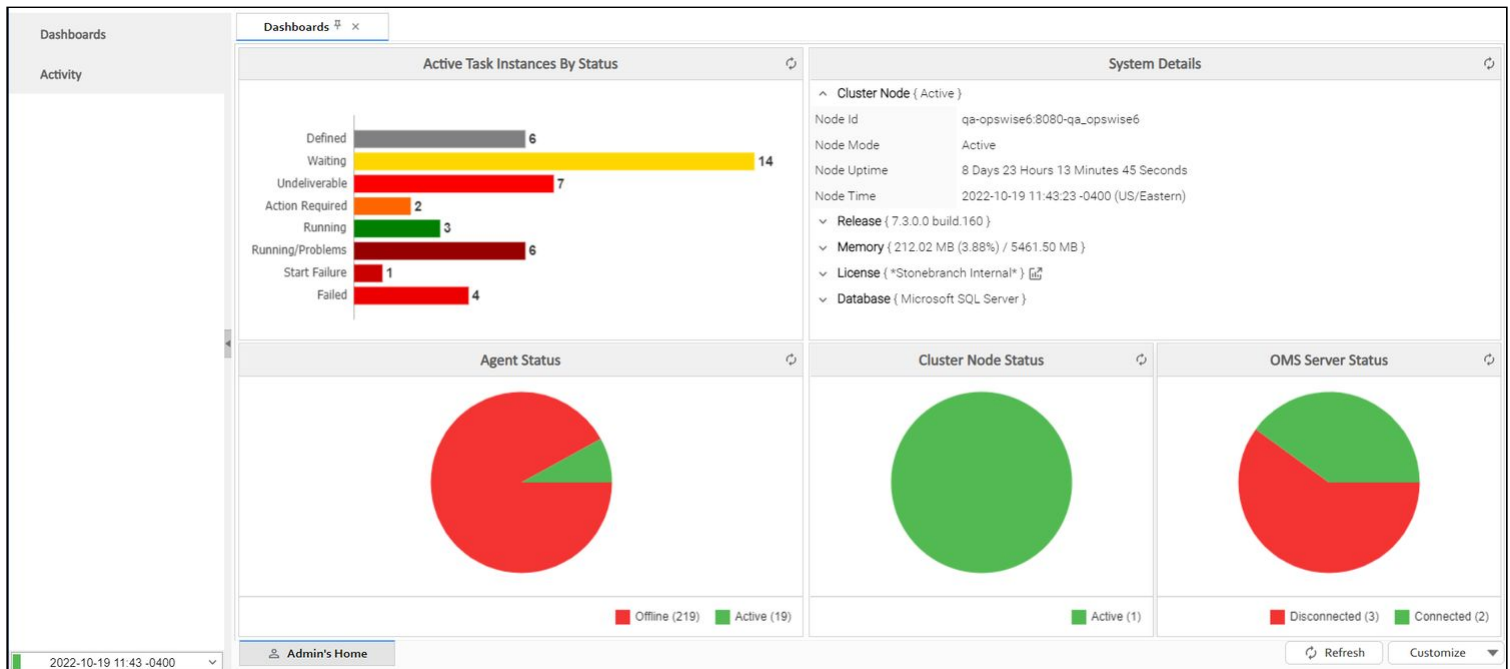 Dashboards
Activity
Dashboards
Active Task Instances By Status
Defined 6
Waiting 14
Undeliverable 7
Action Required 2
Running 3
Running/Problems 6
Start Failure 1
Failed 4
System Details
Cluster Node { Active }
Node Id qa-opswise6:8080-qa_opswise6
Node Mode Active
Node Uptime 8 Days 23 Hours 13 Minutes 45 Seconds
Node Time 2022-10-19 11:43:23 -0400 (US/Eastern)
Release { 7.3.0.0 build.160 }
Memory { 212.02 MB (3.88%) / 5461.50 MB }
License { *Stonebranch Internal* }
Database { Microsoft SQL Server }
Agent Status
Offline (219) Active (19)
Cluster Node Status
Active (1)
OMS Server Status
Disconnected (3) Connected (2)
2022-10-19 11:43 -0400
Admin's Home
Refresh
Customize